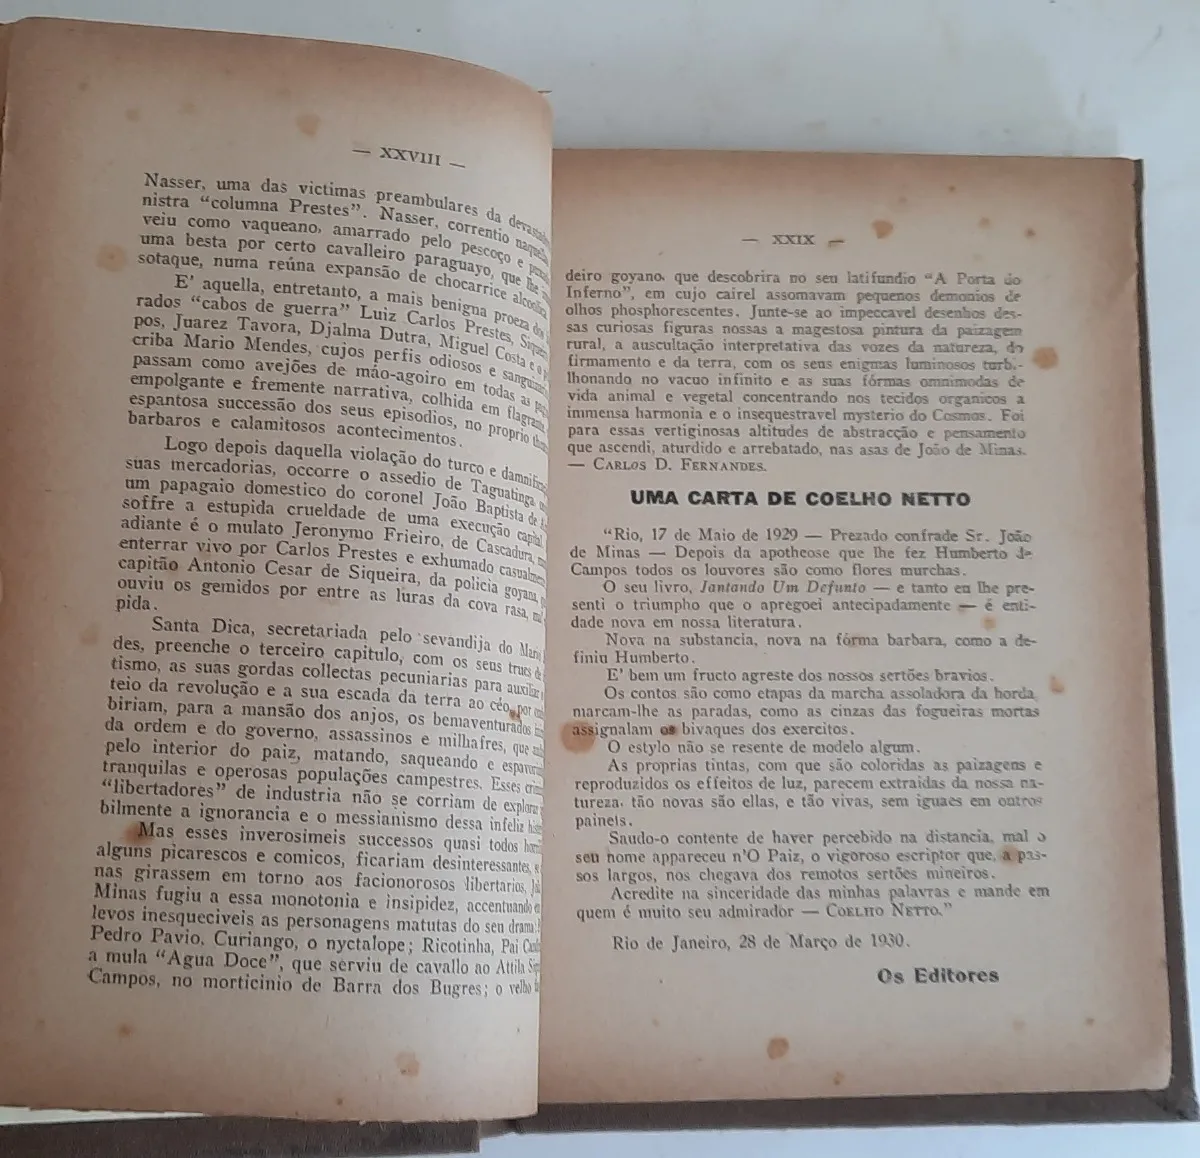 — XXVIII —
Nasser, uma das victimas preambulares da
nistra “columna Prestes”. Nasser, correntio
veiu como vaqueano, amarrado pelo pescoço e
uma besta por certo cavalleiro paraguayo, que lhe
sotaque, numa reúna expansão de chocarrice
E’ aquella, entretanto, a mais benigna proeza dos
rados “cabos de guerra” Luiz Carlos Prestes,
pos, Juarez Tavora, Djalma Dutra, Miguel Costa e o
criba Mario Mendes, cujos perfis odiosos e
passam como avejões de máo-agoiro em todas as
empolgante e fremente narrativa, colhida em
espantosa successão dos seus episodios, no proprio
barbaros e calamitosos acontecimentos.
Logo depois daquella violação do turco e
suas mercadorias, occorre o assedio de Taguatinga,
um papagaio domestico do coronel João Baptista de
soffre a estupida crueldade de uma execução capital
adiante é o mulato Jeronymo Frieiro, de Cascadura,
enterrar vivo por Carlos Prestes e exhumado
capitão Antonio Cesar de Siqueira, da policia goyana,
ouviu os gemidos por entre as luras da cova rasa,
pida.
Santa Dica, secretariada pelo sevandija do
des, preenche o terceiro capitulo, com os seus trucs de
tismo, as suas gordas collectas pecuniarias para auxiliar
teio da revolução e a sua escada da terra ao céo, por
biriam, para a mansão dos anjos, os bemaventurados
da ordem e do governo, assassinos e milhafres, que
pelo interior do paiz, matando, saqueando e
tranquilas e operosas populações campestres. Esses
“libertadores” de industria não se corriam de explorar
bilmente a ignorancia e o messianismo dessa infeliz
Mas esses inverosimeis successos quasi todos
alguns picarescos e comicos, ficariam desinteressantes,
nas girassem em torno aos facionorosos libertarios,
Minas fugiu a essa monotonia e insipidez, accentuando
levos inesqueciveis as personagens matutas do seu drama:
Pedro Pavio, Curiango, o nyctalope; Ricotinha, Pai
a mula “Agua Doce”, que serviu de cavallo ao Attila
Campos, no morticinio de Barra dos Bugres; o velho
— XXIX —
deiro goyano, que descobrira no seu latifundio “A Porta do
Inferno”, em cujo cairel assomavam pequenos demonios de
olhos phosphorescentes. Junte-se ao impeccavel desenhos des-
sas curiosas figuras nossas a magestosa pintura da paizagem
rural, a auscultação interpretativa das vozes da natureza, do
firmamento e da terra, com os seus enigmas luminosos turbi-
lhonando no vacuo infinito e as suas fórmas omnimodas de
vida animal e vegetal concentrando nos tecidos organicos a
immensa harmonia e o insequestravel mysterio do Cosmos. Foi
para essas vertiginosas altitudes de abstracção e pensamento
que ascendi, aturdido e arrebatado, nas asas de João de Minas.
— CARLOS D. FERNANDES.
UMA CARTA DE COELHO NETTO
“Rio, 17 de Maio de 1929 — Prezado confrade Sr. João
de Minas — Depois da apotheose que lhe fez Humberto de
Campos todos os louvores são como flores murchas.
O seu livro, Jantando Um Defunto — e tanto eu lhe pre-
senti o triumpho que o apregoei antecipadamente — é enti-
dade nova em nossa literatura.
Nova na substancia, nova na fórma barbara, como a de-
finiu Humberto.
E’ bem um fructo agreste dos nossos sertões bravios.
Os contos são como etapas da marcha assoladora da horda,
marcam-lhe as paradas, como as cinzas das fogueiras mortas
assignalam os bivaques dos exercitos.
O estylo não se resente de modelo algum.
As proprias tintas, com que são coloridas as paizagens e
reproduzidos os effeitos de luz, parecem extraidas da nossa na-
tureza, tão novas são ellas, e tão vivas, sem iguaes em outros
paineis.
Saudo-o contente de haver percebido na distancia, mal o
seu nome appareceu n’O Paiz, o vigoroso escriptor que, a pas-
sos largos, nos chegava dos remotos sertões mineiros.
Acredite na sinceridade das minhas palavras e mande em
quem é muito seu admirador — COELHO NETTO.”
Rio de Janeiro, 28 de Março de 1930.
Os Editores